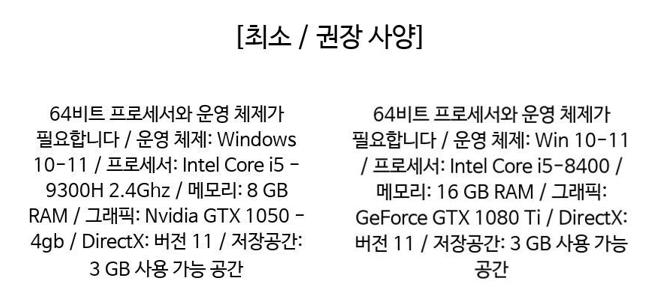 [최소 / 권장 사양]
64비트 프로세서와 운영 체제가
필요합니다 / 운영 체제: Windows
10-11 / 프로세서: Intel Core i5 -
9300H 2.4Ghz / 메모리: 8 GB
RAM / 그래픽: Nvidia GTX 1050 -
4gb / DirectX: 버전 11 / 저장공간:
3 GB 사용 가능 공간
64비트 프로세서와 운영 체제가
필요합니다 / 운영 체제: Win 10-11
/ 프로세서: Intel Core i5-8400 /
메모리: 16 GB RAM / 그래픽:
GeForce GTX 1080 Ti / DirectX:
버전 11 / 저장공간: 3 GB 사용 가능
공간